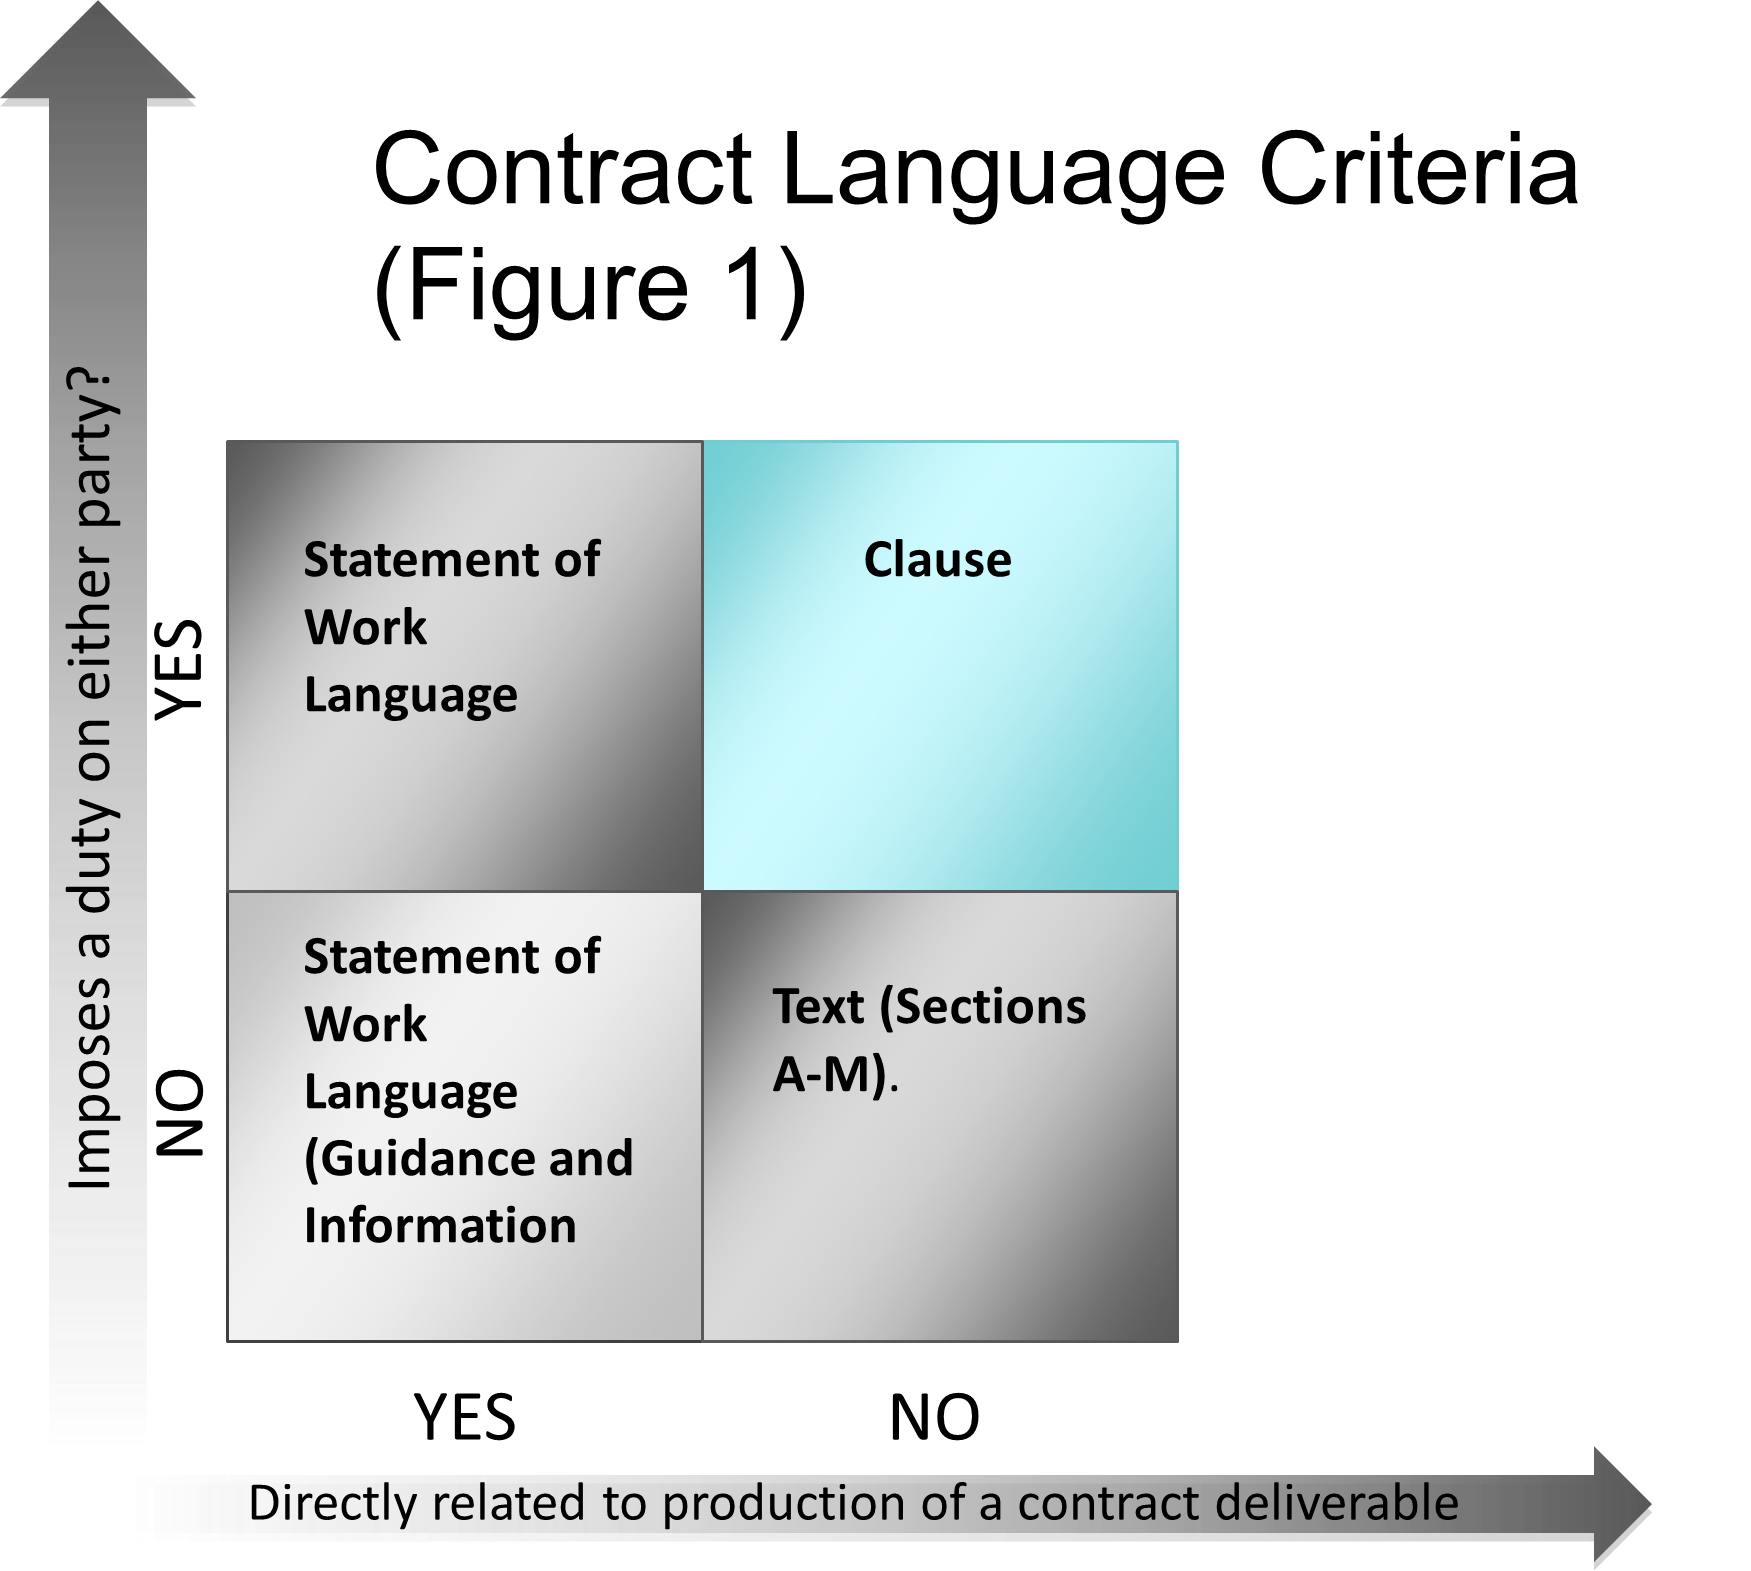 Contract Language Criteria
(Figure 1)
Imposes a duty on either party?
YES
Statement of
Work
Language
Clause
NO
Statement of
Work
Language
(Guidance and
Information
Text (Sections
A-M).
YES
NO
Directly related to production of a contract deliverable